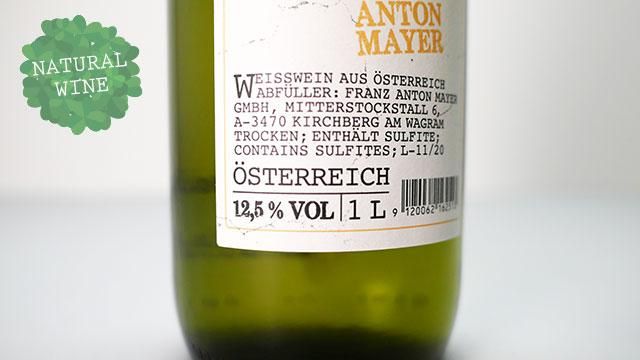 NATURAL
WINE
ANTON
MAYER
WEISSWEIN AUS ÖSTERREICH
ABFÜLLER: FRANZ ANTON MAYER
GMBH, MITTERSTOCKSTALL 6,
A-3470 KIRCHBERG AM WAGRAM
TROCKEN; ENTHÄLT SULFITE;
CONTAINS SULFITES; L-11/20
ÖSTERREICH
12,5 % VOL 1 L